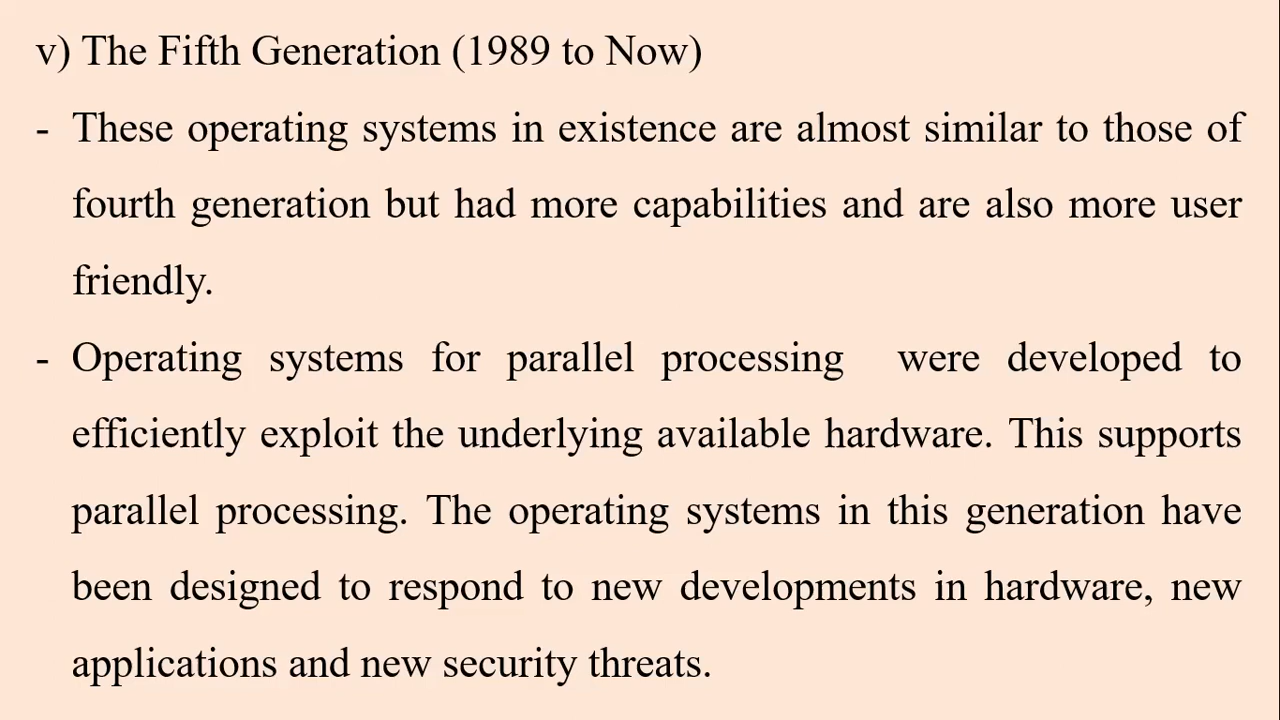 v) The Fifth Generation (1989 to Now)
- These operating systems in existence are almost similar to those of
fourth generation but had more capabilities and are also more user
friendly.
- Operating systems for parallel processing  were developed to
efficiently exploit the underlying available hardware. This supports
parallel processing. The operating systems in this generation have
been designed to respond to new developments in hardware, new
applications and new security threats.